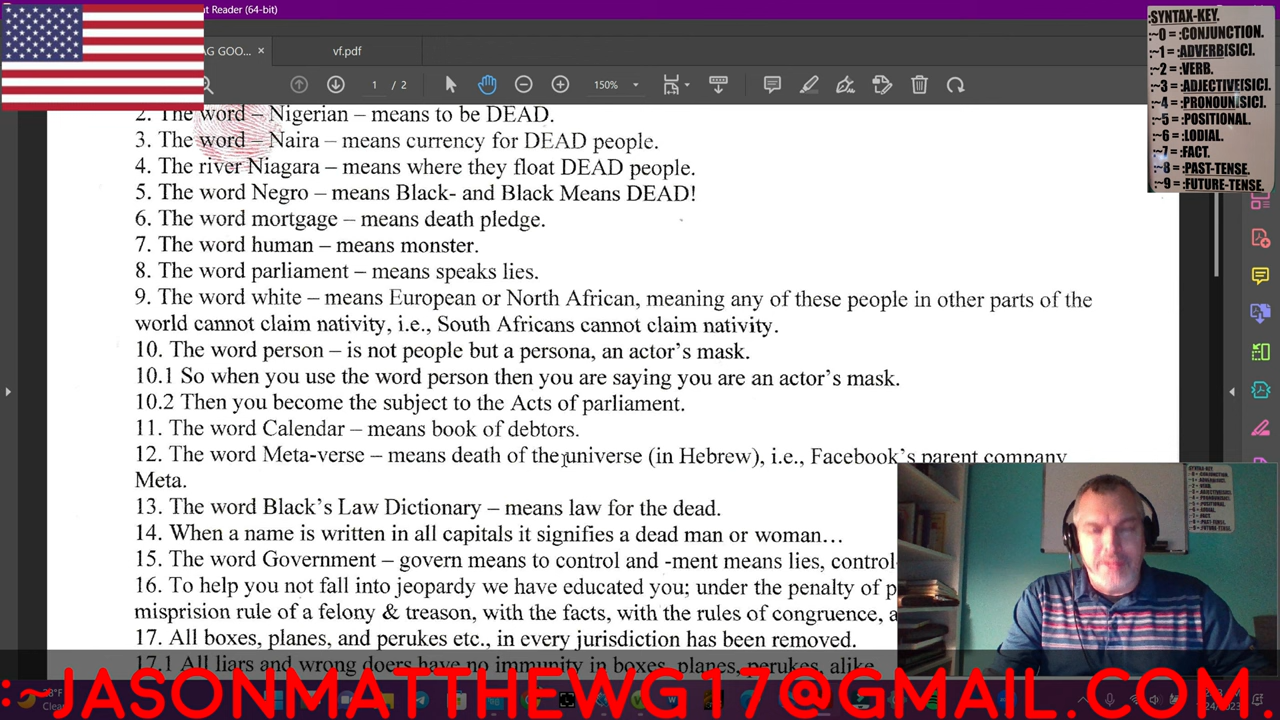 nt Reader (64-bit)
AG GOO... ×
vf.pdf
1 / 2
150%
2. The word – Nigerian – means to be DEAD.
3. The word – Naira – means currency for DEAD people.
4. The river Niagara – means where they float DEAD people.
5. The word Negro – means Black- and Black Means DEAD!
6. The word mortgage – means death pledge.
7. The word human – means monster.
8. The word parliament – means speaks lies.
9. The word white – means European or North African, meaning any of these people in other parts of the
world cannot claim nativity, i.e., South Africans cannot claim nativity.
10. The word person – is not people but a persona, an actor's mask.
10.1 So when you use the word person then you are saying you are an actor's mask.
10.2 Then you become the subject to the Acts of parliament.
11. The word Calendar – means book of debtors.
12. The word Meta-verse – means death of the universe (in Hebrew), i.e., Facebook's parent company
Meta.
13. The word Black's Law Dictionary – means law for the dead.
14. When a name is written in all capitals it signifies a dead man or woman…
15. The word Government – govern means to control and -ment means lies, control
16. To help you not fall into jeopardy we have educated you; under the penalty of p
misprision rule of a felony & treason, with the facts, with the rules of congruence, a
17. All boxes, planes, and perukes etc., in every jurisdiction has been removed.
17.1 All liars and wrong doers have no immunity in boxes, planes, perukes, alike
:SYNTAX-KEY.
:~0 = :CONJUNCTION.
:~1 = :ADVERB[SIC].
:~2 = :VERB.
:~3 = :ADJECTIVE[SIC].
:~4 = :PRONOUN[SIC].
:~5 = :POSITIONAL.
:~6 = :LODIAL.
:~7 = :FACT.
:~8 = :PAST-TENSE.
:~9 = :FUTURE-TENSE.
:~JASONMATTHEWG17@GMAIL.COM.